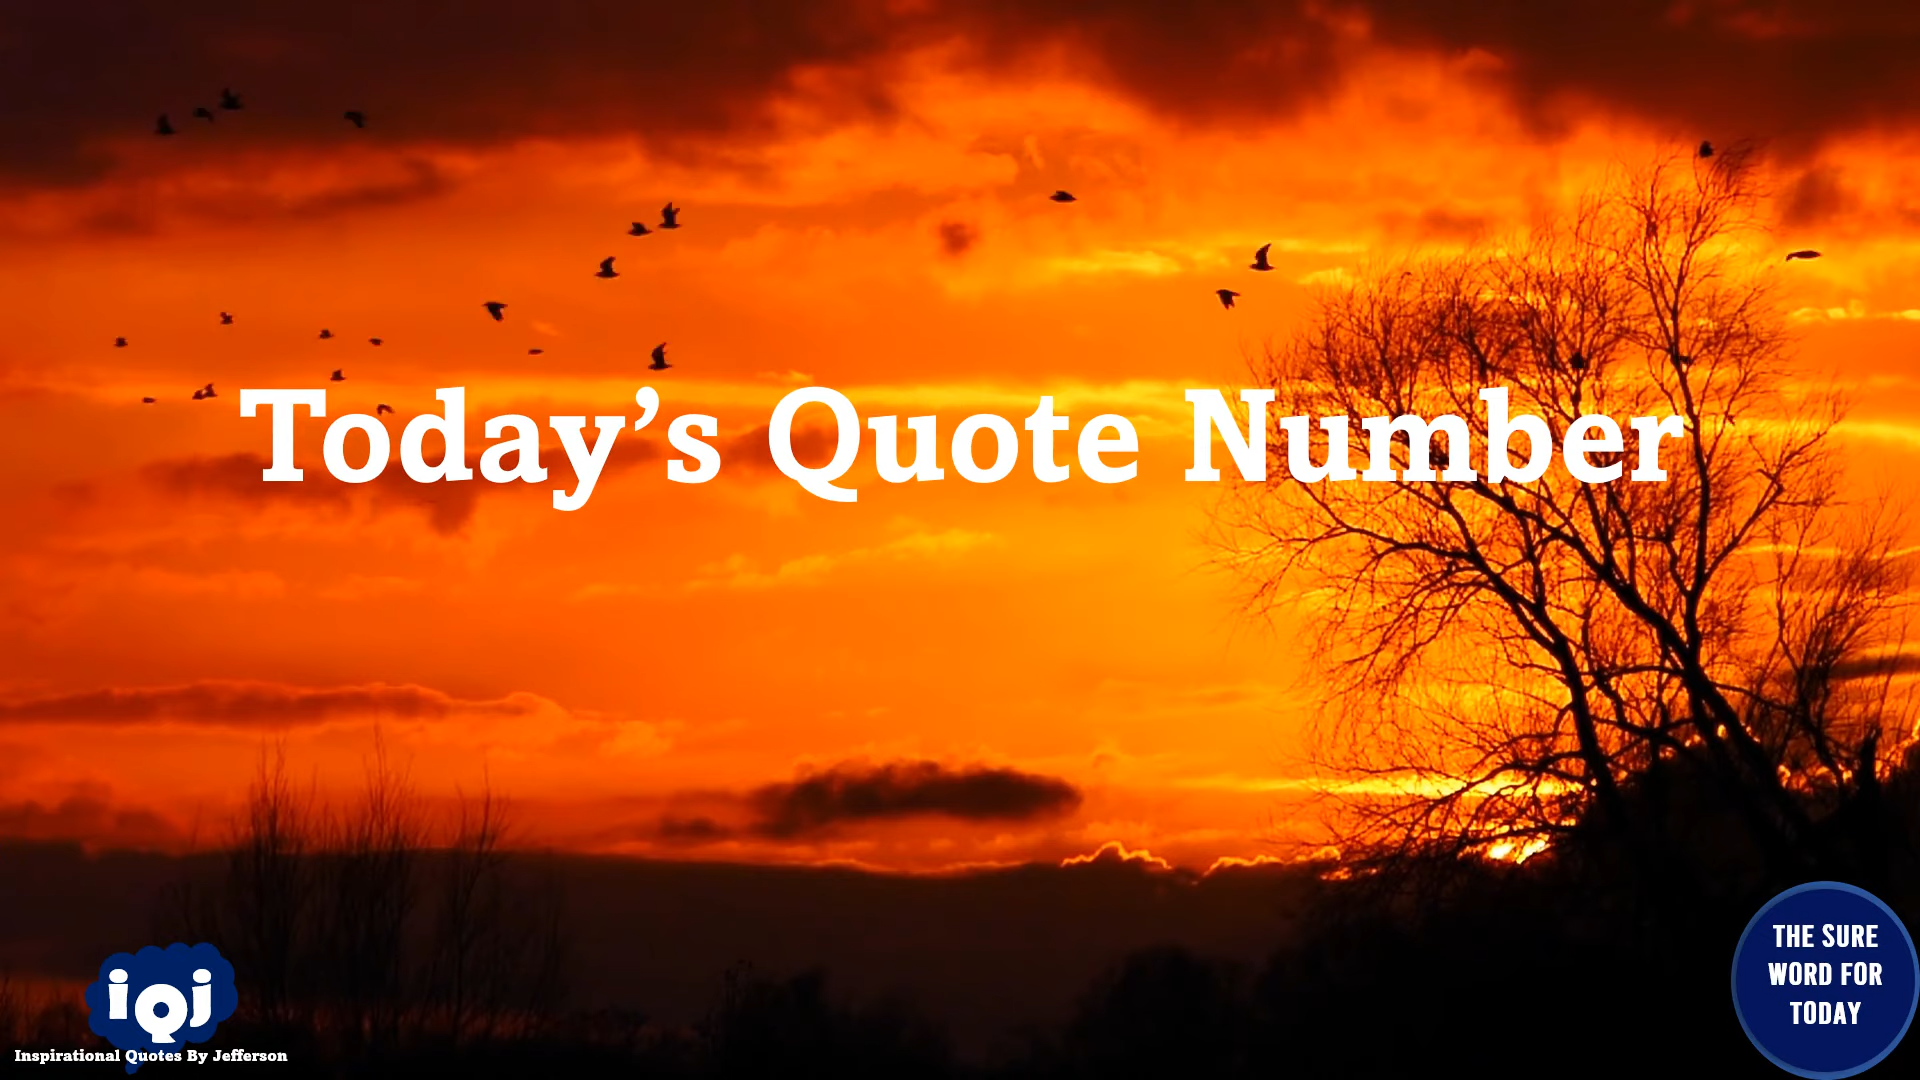 Today’s Quote Number
THE SURE
WORD FOR
TODAY
iQj
Inspirational Quotes By Jefferson